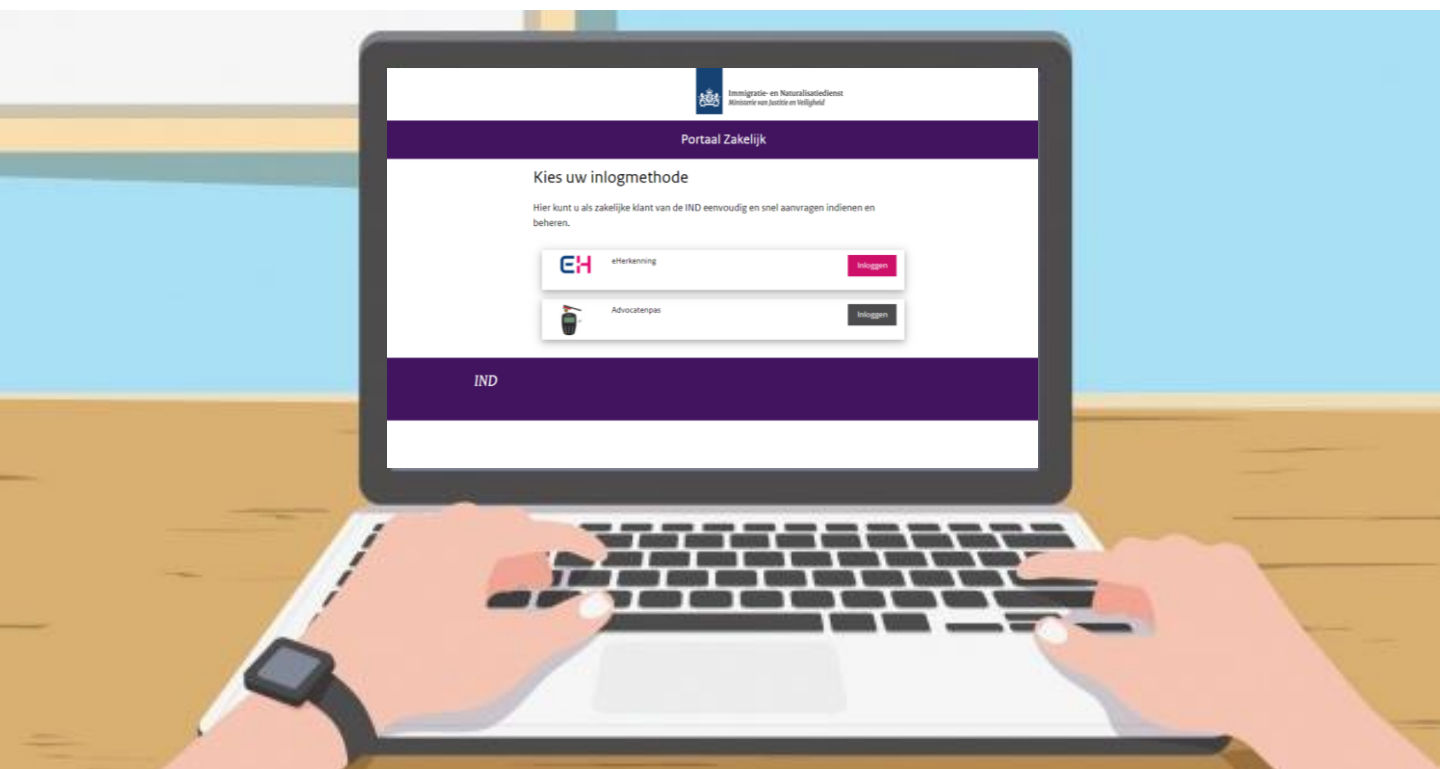 Immigratie- en Naturalisatiedienst
Ministerie van Justitie en Veiligheid
Portaal Zakelijk
Kies uw inlogmethode
Hier kunt u als zakelijke klant van de IND eenvoudig en snel aanvragen indienen en
beheren.
EH eHerkenning Inloggen
Advocatenpas Inloggen
IND